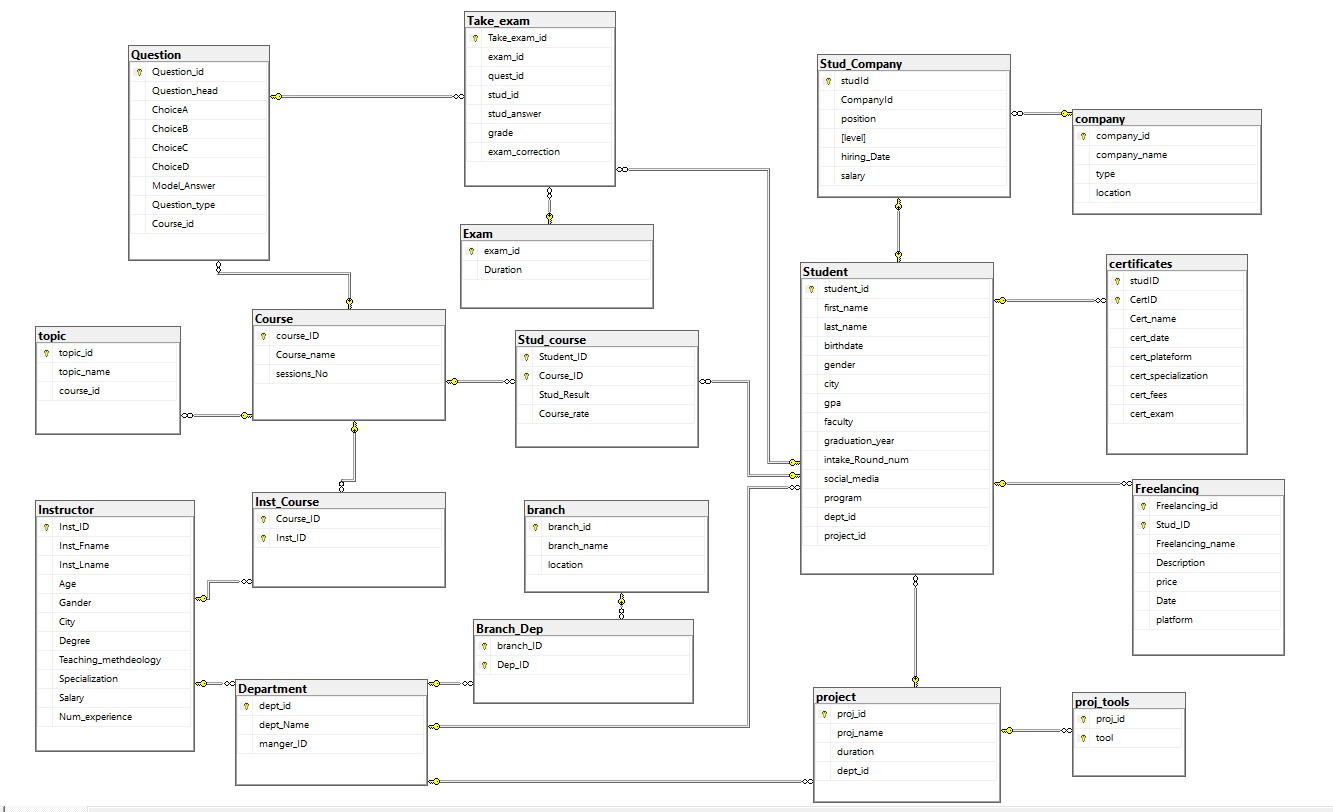 Take_exam
Take_exam_id
exam_id
quest_id
stud_id
stud_answer
grade
exam_correction
Question
Question_id
Question_head
ChoiceA
ChoiceB
ChoiceC
ChoiceD
Model_Answer
Question_type
Course_id
Stud_Company
studId
CompanyId
position
[level]
hiring_Date
salary
company
company_id
company_name
type
location
Exam
exam_id
Duration
Student
student_id
first_name
last_name
birthdate
gender
city
gpa
faculty
graduation_year
intake_Round_num
social_media
program
dept_id
project_id
certificates
studID
CertID
Cert_name
cert_date
cert_plateform
cert_specialization
cert_fees
cert_exam
Course
course_ID
Course_name
sessions_No
topic
topic_id
topic_name
course_id
Stud_course
Student_ID
Course_ID
Stud_Result
Course_rate
Freelancing
Freelancing_id
Stud_ID
Freelancing_name
Description
price
Date
platform
Inst_Course
Course_ID
Inst_ID
Instructor
Inst_ID
Inst_Fname
Inst_Lname
Age
Gander
City
Degree
Teaching_methdeology
Specialization
Salary
Num_experience
branch
branch_id
branch_name
location
Branch_Dep
branch_ID
Dep_ID
Department
dept_id
dept_Name
manger_ID
project
proj_id
proj_name
duration
dept_id
proj_tools
proj_id
tool